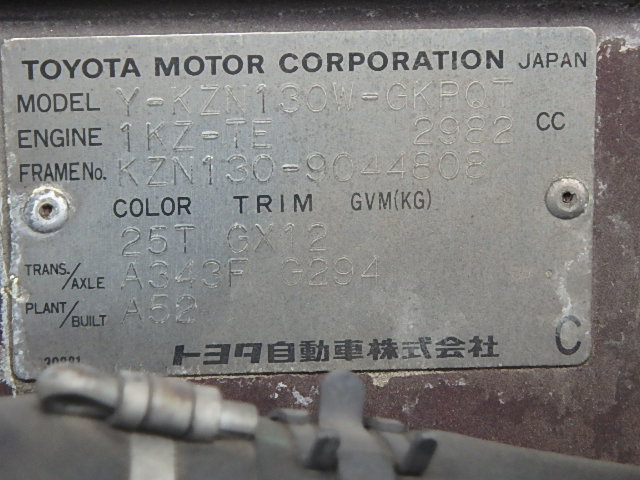 TOYOTA MOTOR CORPORATION JAPAN
MODEL Y-KZN130W-GKPQT
ENGINE 1KZ-TE 2982 CC
FRAME No. KZN130-9044808
COLOR TRIM GVM(KG)
25T GX12
TRANS./AXLE A343F G294
PLANT/BUILT A52
トヨタ自動車株式会社 C